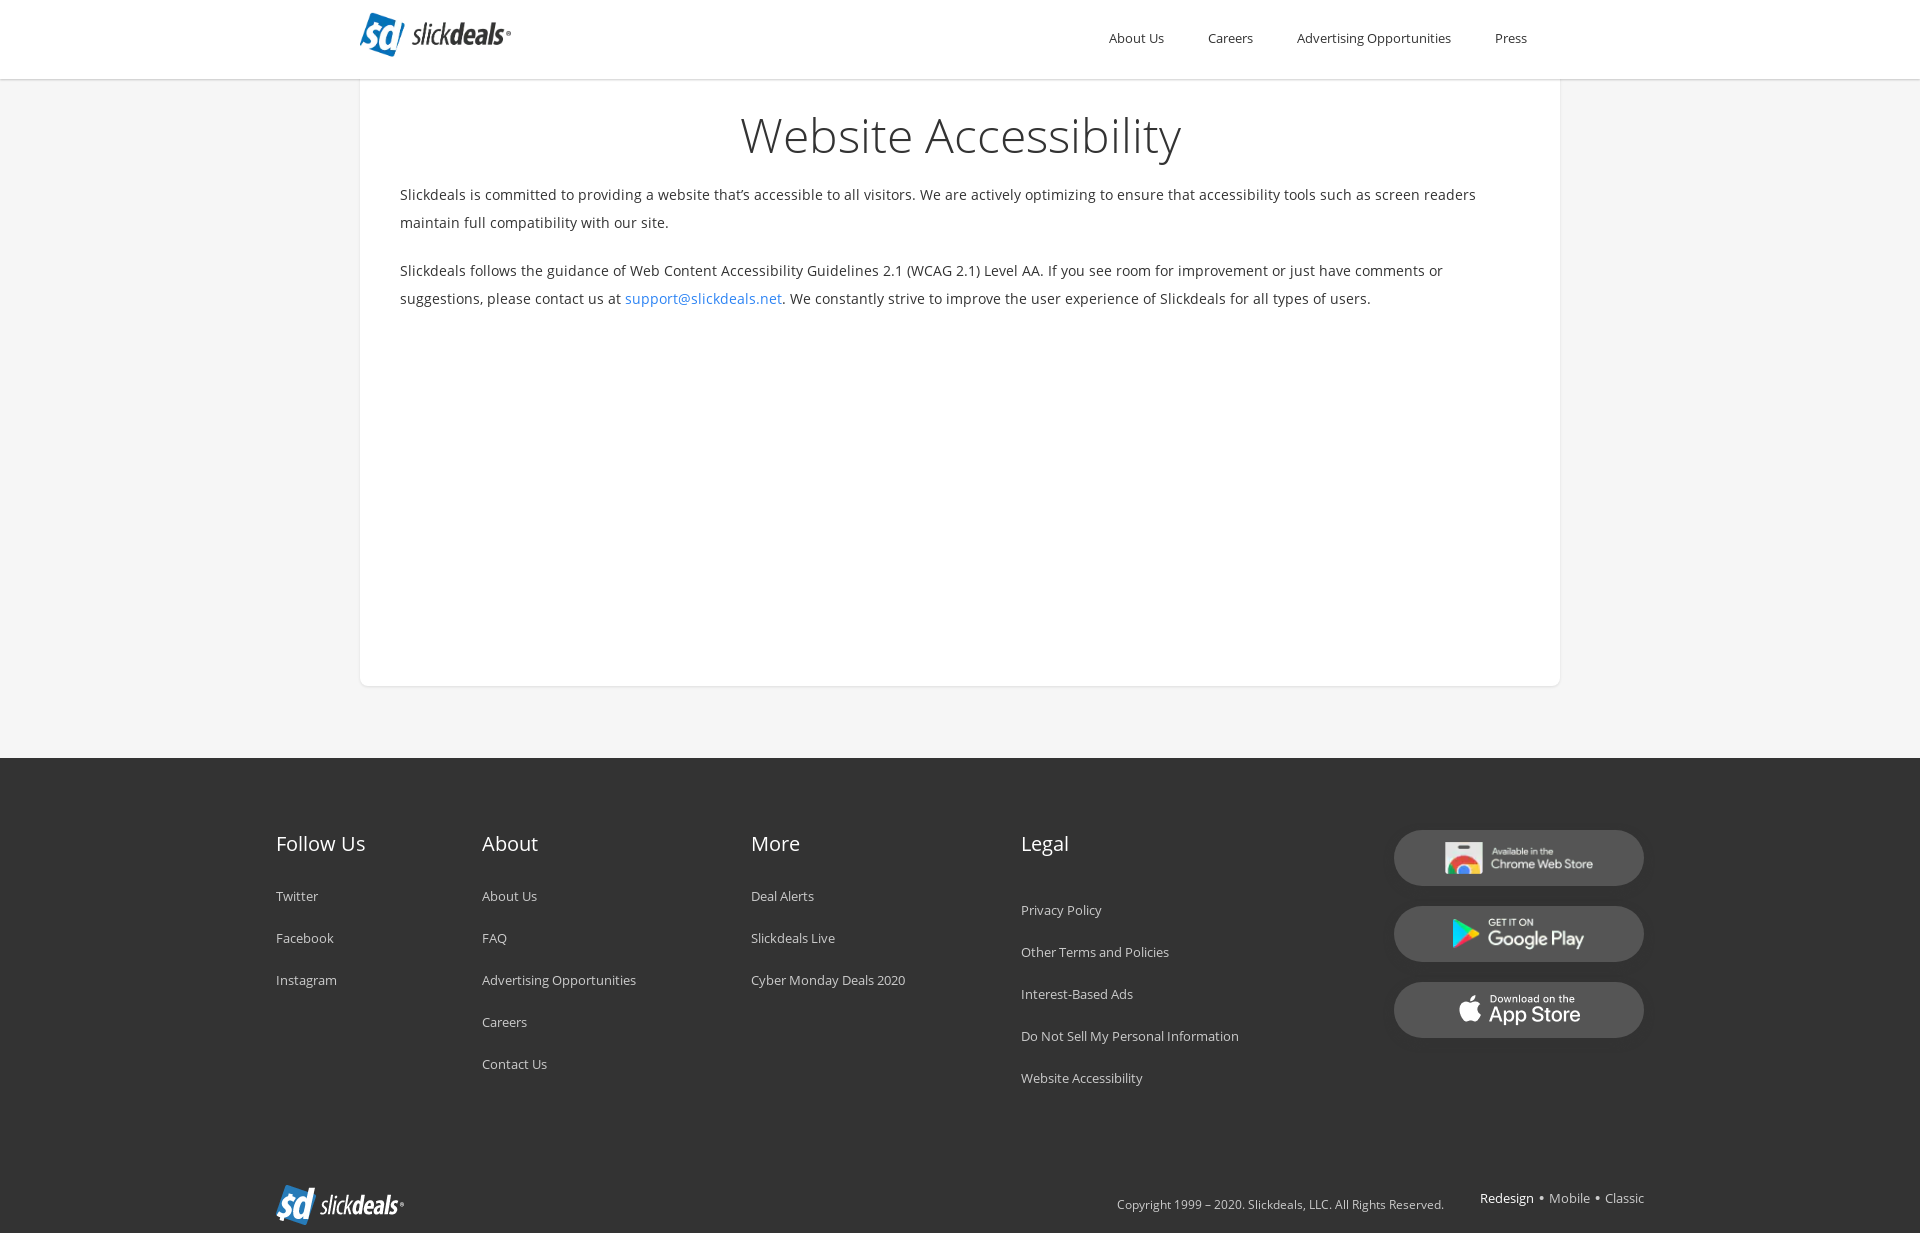 slickdeals
About Us
Careers
Advertising Opportunities
Press
Website Accessibility
Slickdeals is committed to providing a website that’s accessible to all visitors. We are actively optimizing to ensure that accessibility tools such as screen readers
maintain full compatibility with our site.
Slickdeals follows the guidance of Web Content Accessibility Guidelines 2.1 (WCAG 2.1) Level AA. If you see room for improvement or just have comments or
suggestions, please contact us at support@slickdeals.net. We constantly strive to improve the user experience of Slickdeals for all types of users.
Follow Us
Twitter
Facebook
Instagram
About
About Us
FAQ
Advertising Opportunities
Careers
Contact Us
More
Deal Alerts
Slickdeals Live
Cyber Monday Deals 2020
Legal
Privacy Policy
Other Terms and Policies
Interest-Based Ads
Do Not Sell My Personal Information
Website Accessibility
Available in the
Chrome Web Store
GET IT ON
Google Play
Download on the
App Store
slickdeals
Copyright 1999 – 2020. Slickdeals, LLC. All Rights Reserved.
Redesign • Mobile • Classic